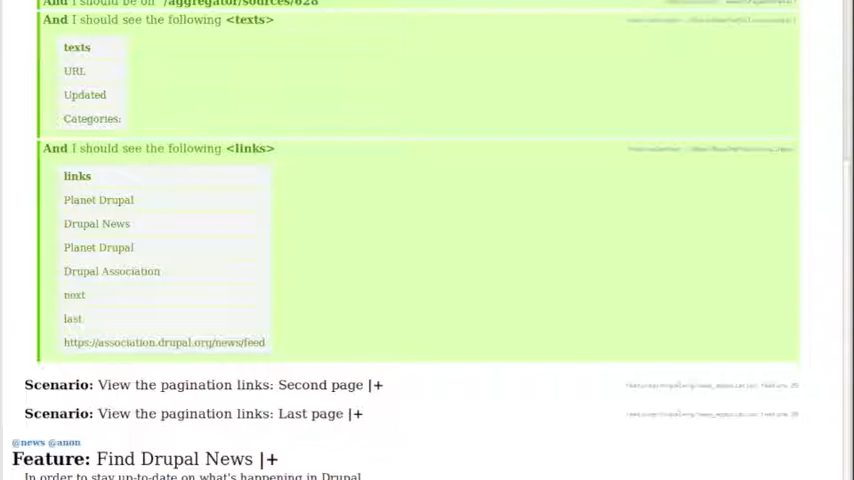 And I should be on "/aggregator/sources/628
And I should see the following <texts>
texts
URL
Updated
Categories:
And I should see the following <links>
links
Planet Drupal
Drupal News
Planet Drupal
Drupal Association
next
last
https://association.drupal.org/news/feed
Scenario: View the pagination links: Second page |+
Scenario: View the pagination links: Last page |+
@news @anon
Feature: Find Drupal News |+
In order to stay up-to-date on what's happening in Drupal